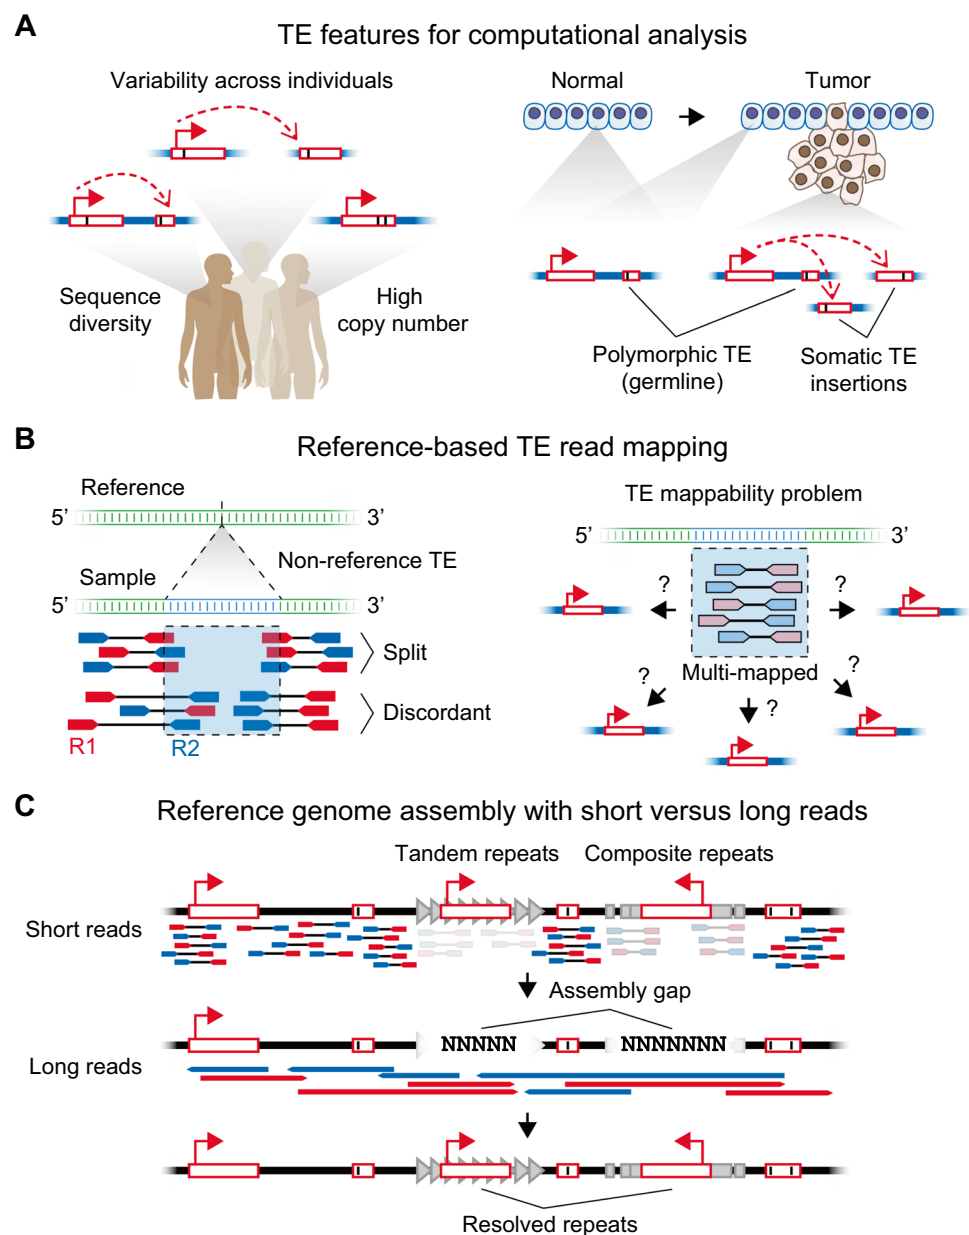 A
TE features for computational analysis
Variability across individuals
Normal
Tumor
Sequence
diversity
High
copy number
Polymorphic TE
(germline)
Somatic TE
insertions
B
Reference-based TE read mapping
Reference
5’
3’
Non-reference TE
Sample
5’
3’
Split
Discordant
R1
R2
TE mappability problem
5’
3’
?
?
Multi-mapped
?
?
?
C
Reference genome assembly with short versus long reads
Tandem repeats
Composite repeats
Short reads
Assembly gap
NNNNN
NNNNNNN
Long reads
Resolved repeats